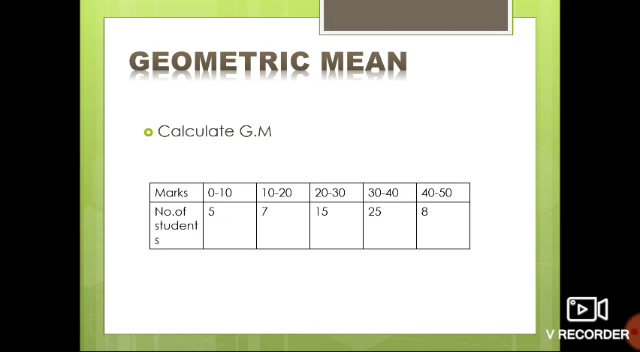 GEOMETRIC MEAN
Calculate G.M
Marks 0-10 10-20 20-30 30-40 40-50
No.of 5 7 15 25 8
student
s
V RECORDER